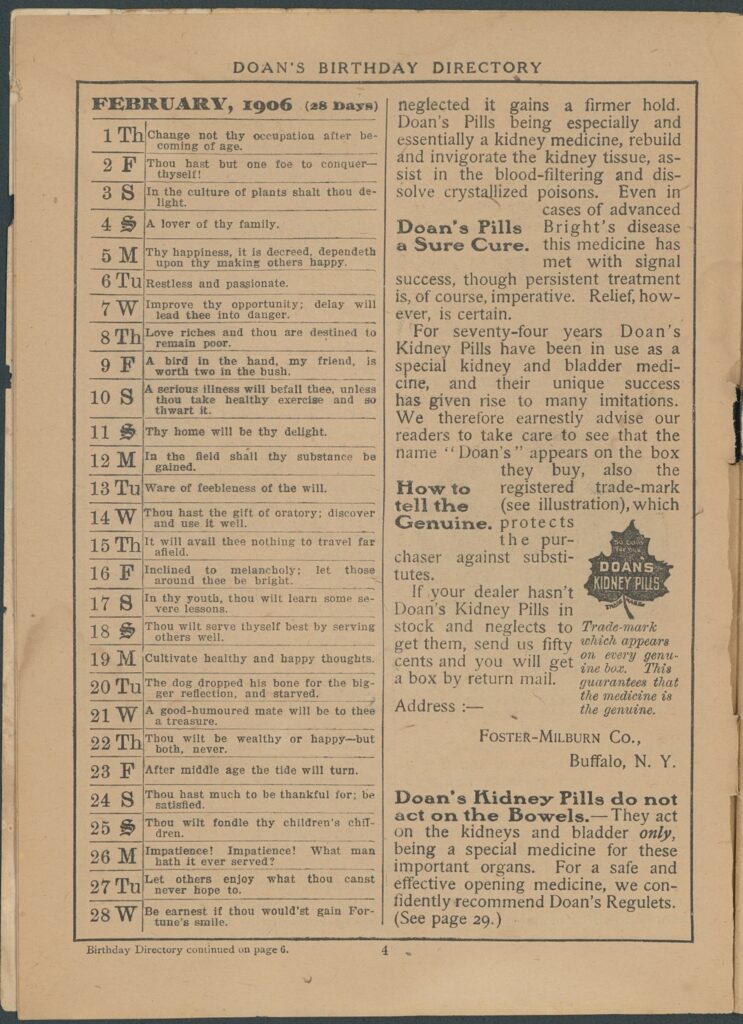 DOAN'S BIRTHDAY DIRECTORY
FEBRUARY, 1906 (28 Days)
1 Th Change not thy occupation after be-
coming of age.
2 F Thou hast but one foe to conquer—
thyself!
3 S In the culture of plants shalt thou de-
light.
4 S A lover of thy family.
5 M Thy happiness, it is decreed, dependeth
upon thy making others happy.
6 Tu Restless and passionate.
7 W Improve thy opportunity; delay will
lead thee into danger.
8 Th Love riches and thou are destined to
remain poor.
9 F A bird in the hand, my friend, is
worth two in the bush.
10 S A serious illness will befall thee, unless
thou take healthy exercise and so
thwart it.
11 S Thy home will be thy delight.
12 M In the field shall thy substance be
gained.
13 Tu Ware of feebleness of the will.
14 W Thou hast the gift of oratory; discover
and use it well.
15 Th It will avail thee nothing to travel far
afield.
16 F Inclined to melancholy; let those
around thee be bright.
17 S In thy youth, thou wilt learn some se-
vere lessons.
18 S Thou wilt serve thyself best by serving
others well.
19 M Cultivate healthy and happy thoughts.
20 Tu The dog dropped his bone for the big-
ger reflection, and starved.
21 W A good-humoured mate will be to thee
a treasure.
22 Th Thou wilt be wealthy or happy—but
both, never.
23 F After middle age the tide will turn.
24 S Thou hast much to be thankful for; be
satisfied.
25 S Thou wilt fondle thy children's chil-
dren.
26 M Impatience! Impatience! What man
hath it ever served?
27 Tu Let others enjoy what thou canst
never hope to.
28 W Be earnest if thou would'st gain For-
tune's smile.
neglected it gains a firmer hold.
Doan's Pills being especially and
essentially a kidney medicine, rebuild
and invigorate the kidney tissue, as-
sist in the blood-filtering and dis-
solve crystallized poisons. Even in
cases of advanced
Doan's Pills
a Sure Cure.
Bright's disease
this medicine has
met with signal
success, though persistent treatment
is, of course, imperative. Relief, how-
ever, is certain.
For seventy-four years Doan's
Kidney Pills have been in use as a
special kidney and bladder medi-
cine, and their unique success
has given rise to many imitations.
We therefore earnestly advise our
readers to take care to see that the
name "Doan's" appears on the box
they buy, also the
How to
tell the
Genuine.
registered trade-mark
(see illustration), which
protects
the pur-
chaser against substi-
tutes.
If your dealer hasn't
Doan's Kidney Pills in
stock and neglects to
get them, send us fifty
cents and you will get
a box by return mail.
DOAN'S
KIDNEY PILLS
Trade-mark
which appears
on every genu-
ine box. This
guarantees that
the medicine is
the genuine.
Address :—
FOSTER-MILBURN CO.,
Buffalo, N. Y.
Doan's Kidney Pills do not
act on the Bowels.—They act
on the kidneys and bladder only,
being a special medicine for these
important organs. For a safe and
effective opening medicine, we con-
fidently recommend Doan's Regulets.
(See page 29.)
Birthday Directory continued on page 6.
4